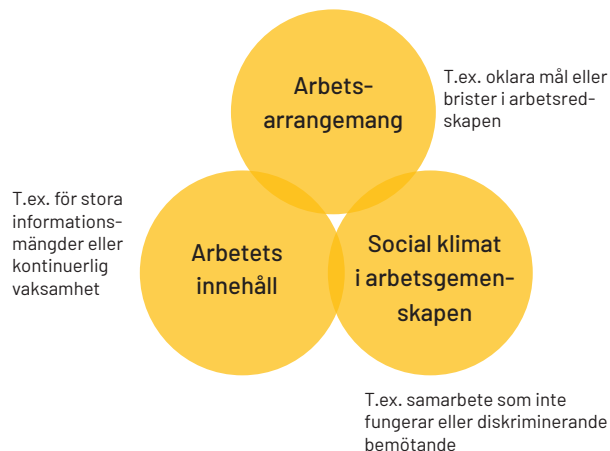 Arbets-
arrangemang
T.ex. oklara mål eller
brister i arbetsred-
skapen
T.ex. för stora
informations-
mängder eller
kontinuerlig
vaksamhet
Arbetets
innehåll
Social klimat
i arbetsgemen-
skapen
T.ex. samarbete som inte
fungerar eller diskriminerande
bemötande